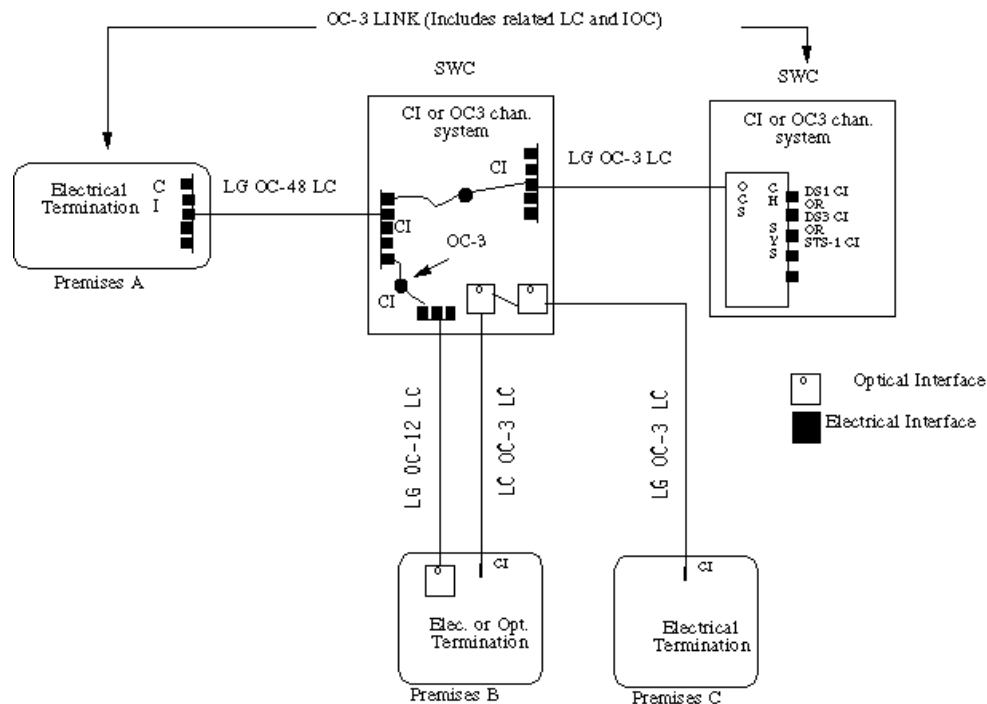 OC-3 LINK (Includes related LC and IOC)
SWC
SWC
CI or OC3 chan.
system
CI or OC3 chan.
system
CI
LG OC-3 LC
Electrical
Termination
C
I
LG OC-48 LC
CI
OC-3
CI
O
C
S
C
H
S
Y
S
DS1 CI
OR
DS3 CI
OR
STS-1 CI
Premises A
Optical Interface
Electrical Interface
LG OC-12 LC
LC OC-3 LC
LG OC-3 LC
CI
CI
Elec. or Opt.
Termination
Electrical
Termination
Premises B
Premises C